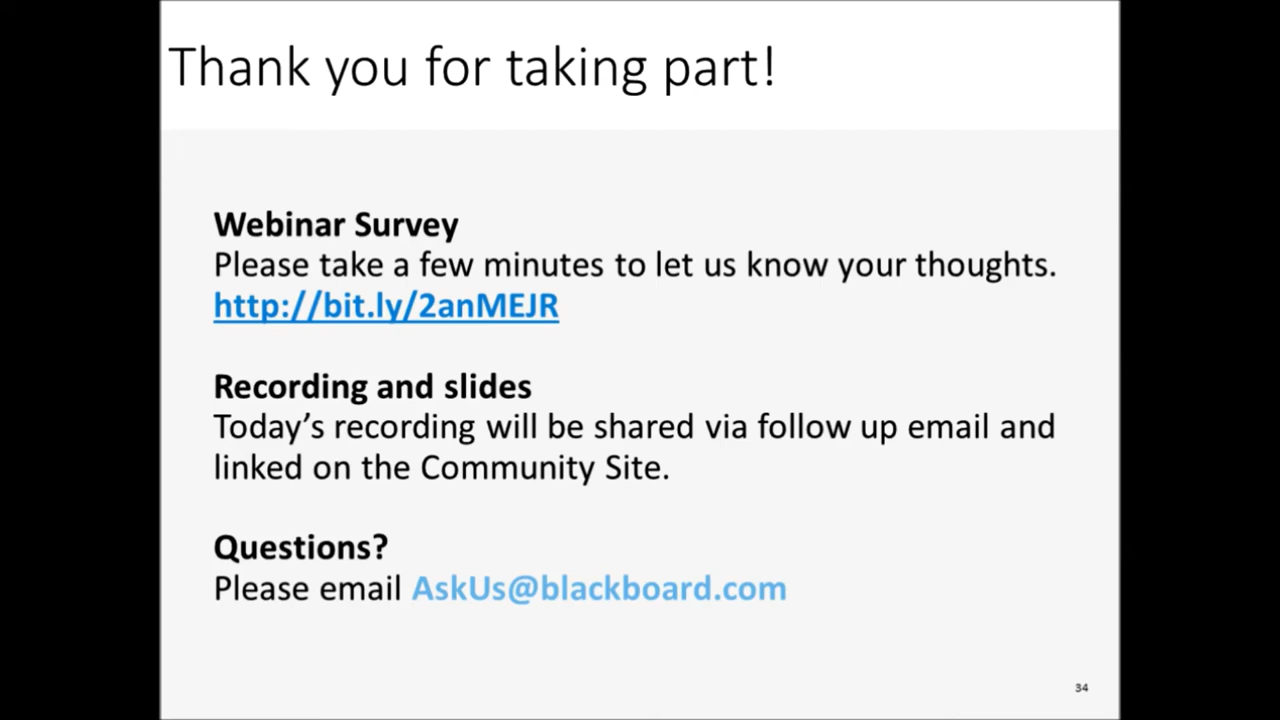 Thank you for taking part!
Webinar Survey
Please take a few minutes to let us know your thoughts.
http://bit.ly/2anMEJR
Recording and slides
Today’s recording will be shared via follow up email and
linked on the Community Site.
Questions?
Please email AskUs@blackboard.com
34